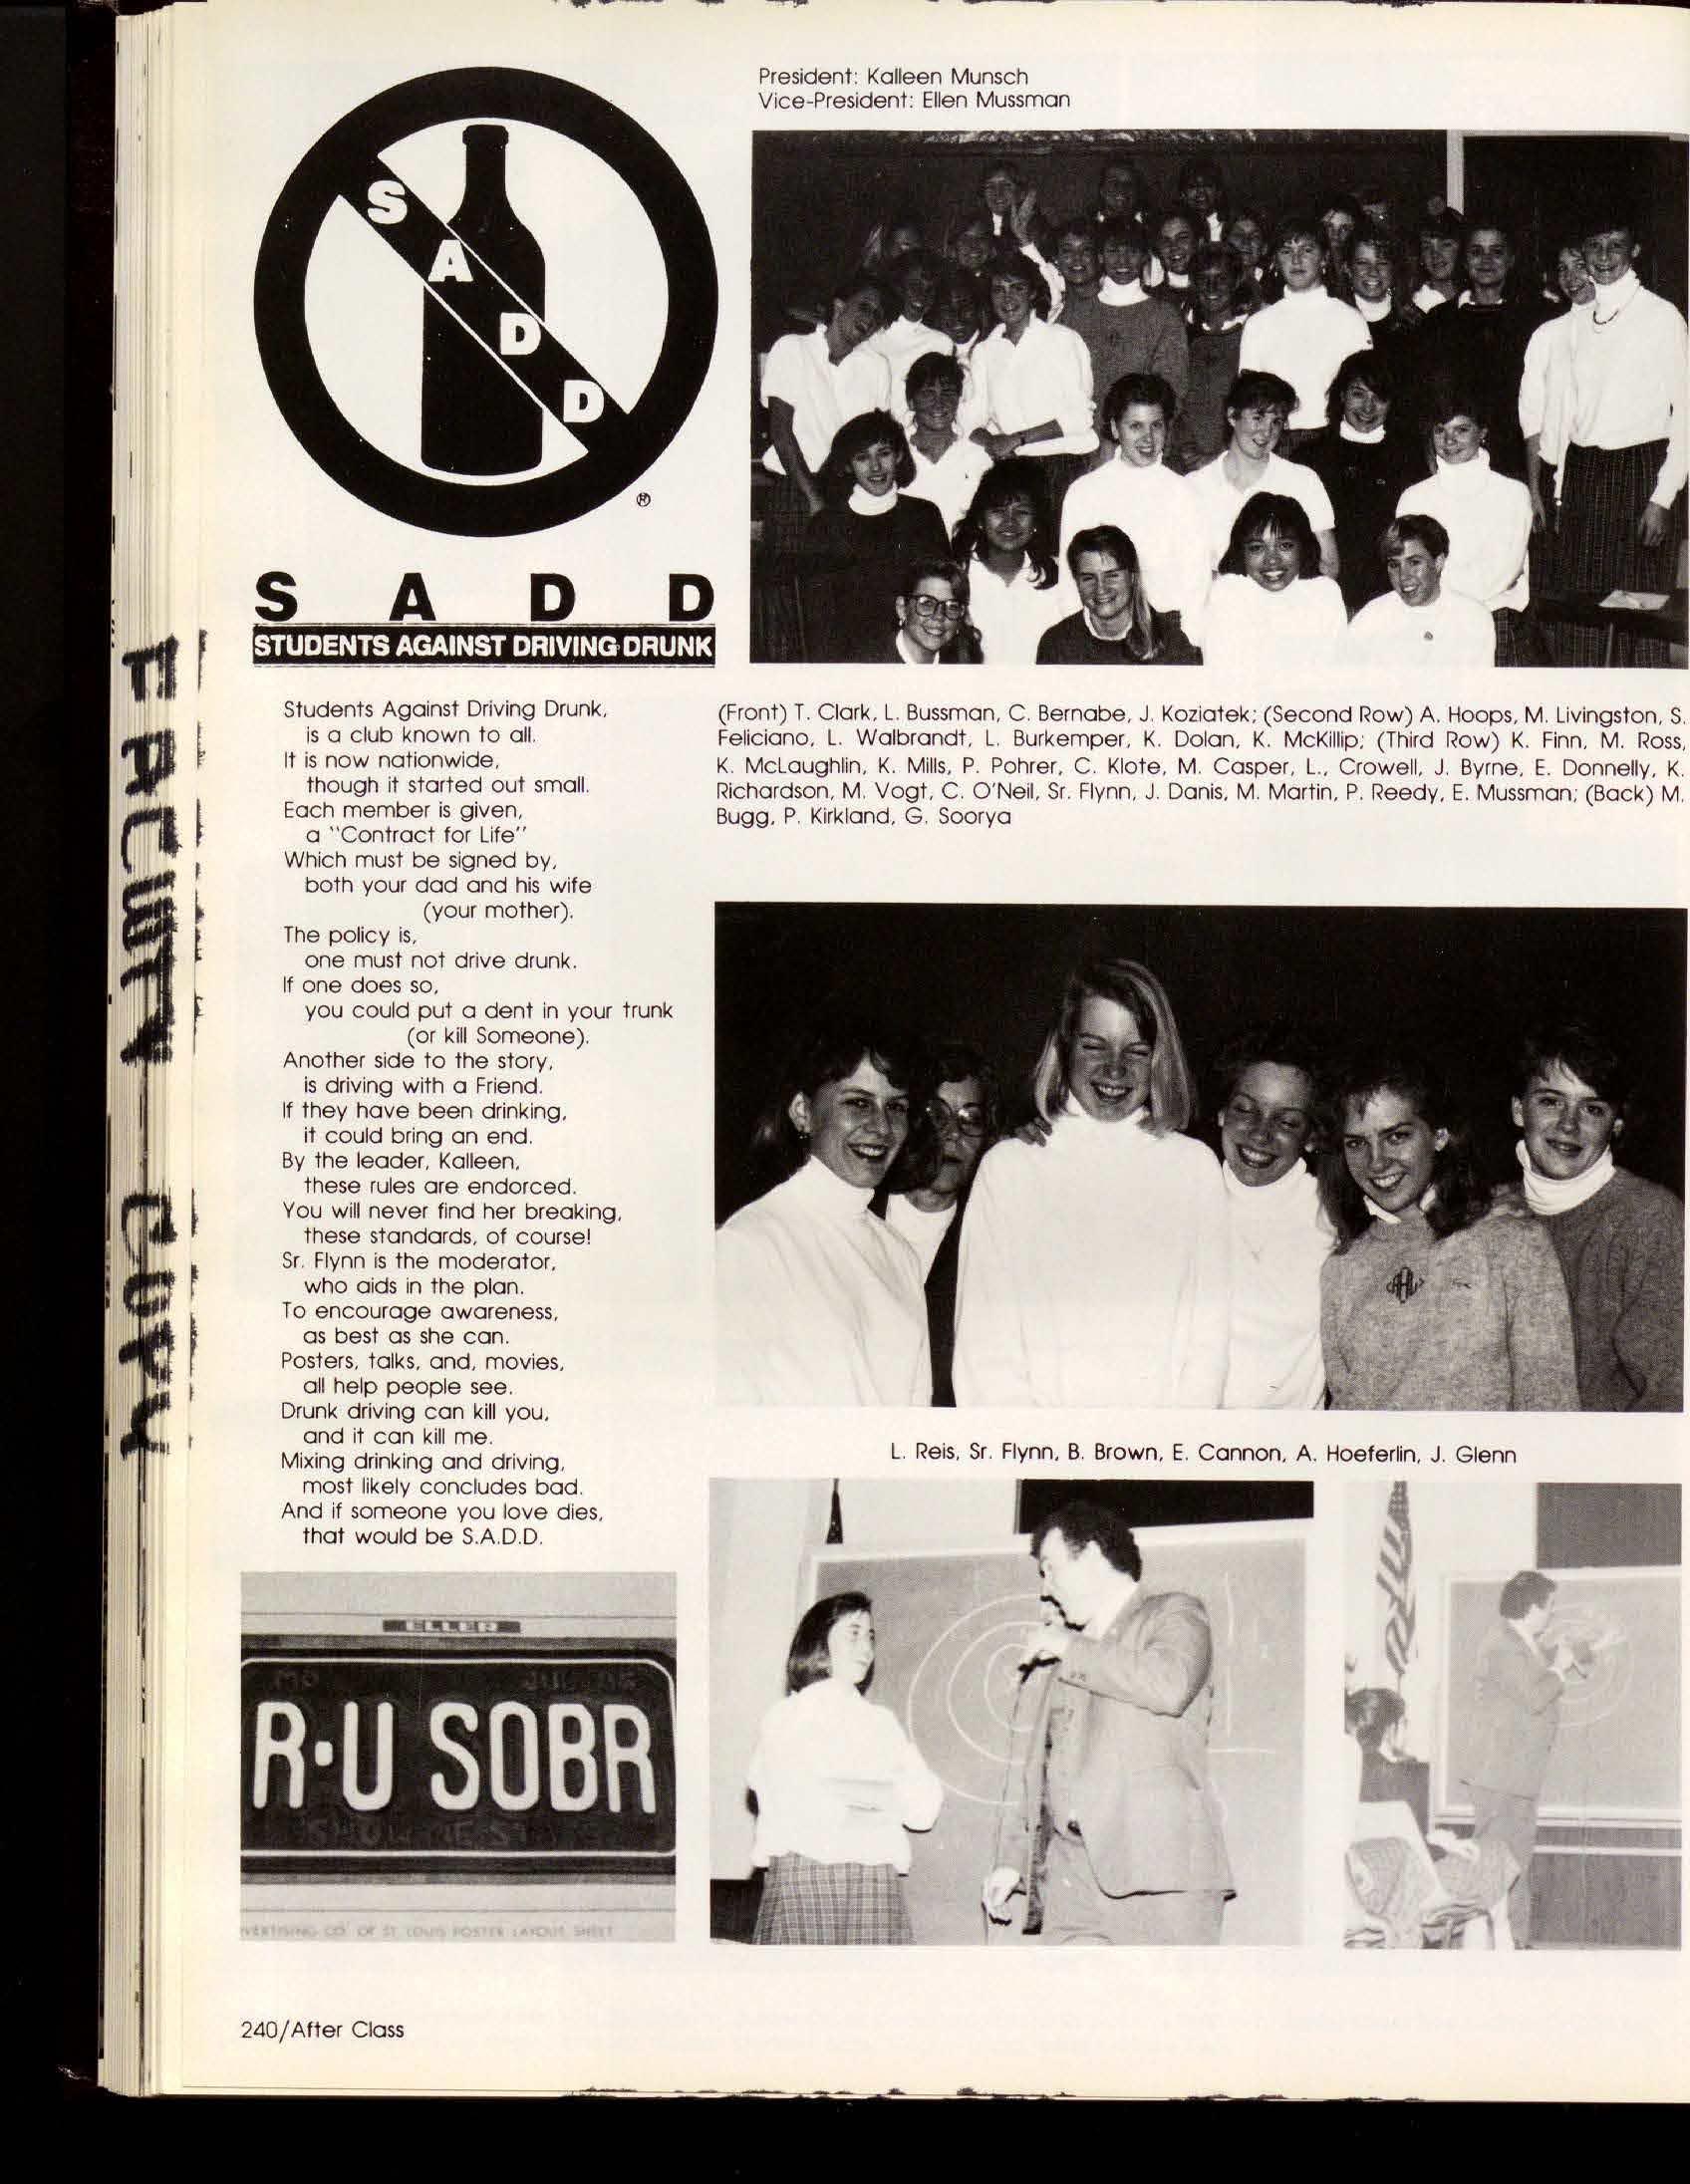 President: Kalleen Munsch
Vice-President: Ellen Mussman
S
A
D
D
®
S A D D
STUDENTS AGAINST DRIVING DRUNK
Students Against Driving Drunk,
is a club known to all.
It is now nationwide,
though it started out small.
Each member is given,
a "Contract for Life"
Which must be signed by,
both your dad and his wife
(your mother).
The policy is,
one must not drive drunk.
If one does so,
you could put a dent in your trunk
(or kill Someone).
Another side to the story,
is driving with a Friend.
If they have been drinking,
it could bring an end.
By the leader, Kalleen,
these rules are endorced.
You will never find her breaking,
these standards, of course!
Sr. Flynn is the moderator,
who aids in the plan.
To encourage awareness,
as best as she can.
Posters, talks, and, movies,
all help people see.
Drunk driving can kill you,
and it can kill me.
Mixing drinking and driving,
most likely concludes bad.
And if someone you love dies,
that would be S.A.D.D.
(Front) T. Clark, L. Bussman, C. Bernabe, J. Koziatek; (Second Row) A. Hoops, M. Livingston, S.
Feliciano, L. Walbrandt, L. Burkemper, K. Dolan, K. McKillip; (Third Row) K. Finn, M. Ross,
K. McLaughlin, K. Mills, P. Pohrer, C. Klote, M. Casper, L., Crowell, J. Byrne, E. Donnelly, K.
Richardson, M. Vogt, C. O'Neil, Sr. Flynn, J. Danis, M. Martin, P. Reedy, E. Mussman; (Back) M.
Bugg, P. Kirkland, G. Soorya
L. Reis, Sr. Flynn, B. Brown, E. Cannon, A. Hoeferlin, J. Glenn
ELLER
MO
R·U SOBR
VERTISING CO OF ST LOUIS POSTER LAYOUT SHEET
240/After Class
FACULTY COPY